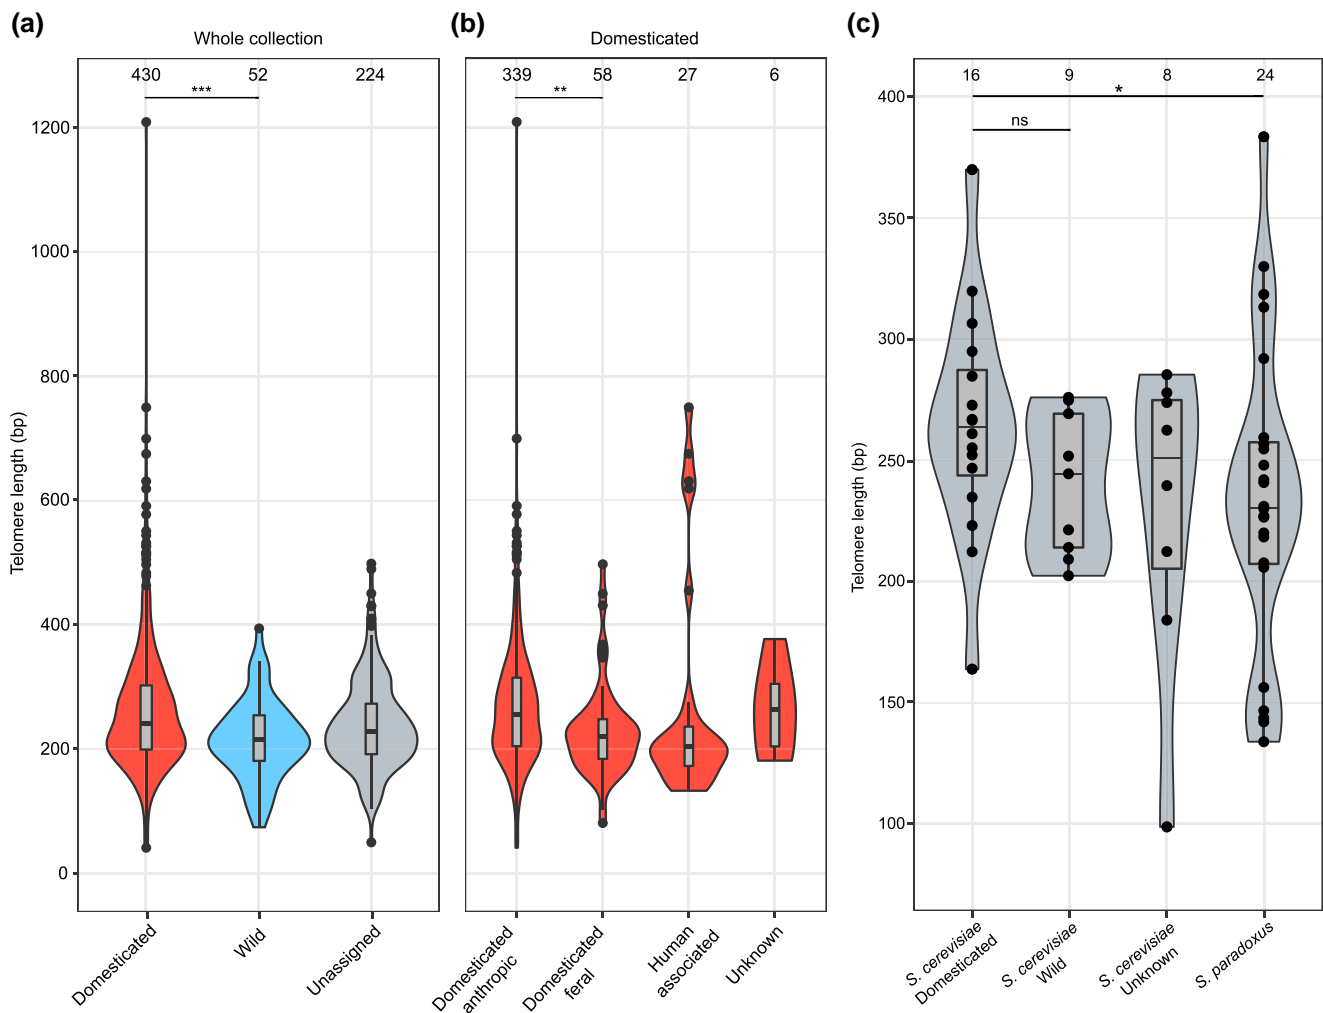 (a)
Whole collection
430
52
224
***
1200
1000
800
600
400
200
0
Telomere length (bp)
Domesticated
Wild
Unassigned
(b)
Domesticated
339
58
27
6
**
Domesticated
anthropic
Domesticated
feral
Human
associated
Unknown
(c)
16
9
8
24
*
ns
400
350
300
250
200
150
100
Telomere length (bp)
S. cerevisiae
Domesticated
S. cerevisiae
Wild
S. cerevisiae
Unknown
S. paradoxus